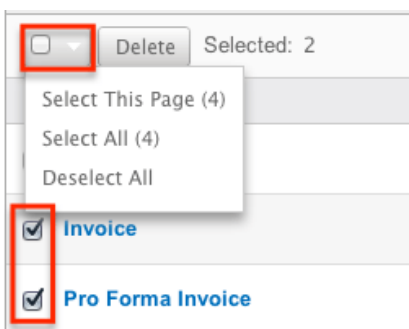 Delete Selected: 2
Select This Page (4)
Select All (4)
Deselect All
Invoice
Pro Forma Invoice